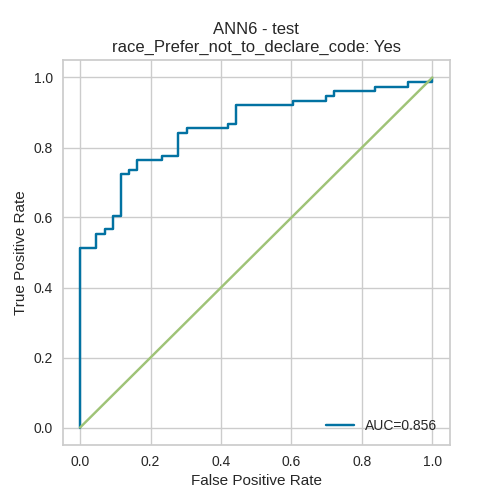 ANN6 - test
race_Prefer_not_to_declare_code: Yes
True Positive Rate
1.0
0.8
0.6
0.4
0.2
0.0
AUC=0.856
0.0 0.2 0.4 0.6 0.8 1.0
False Positive Rate